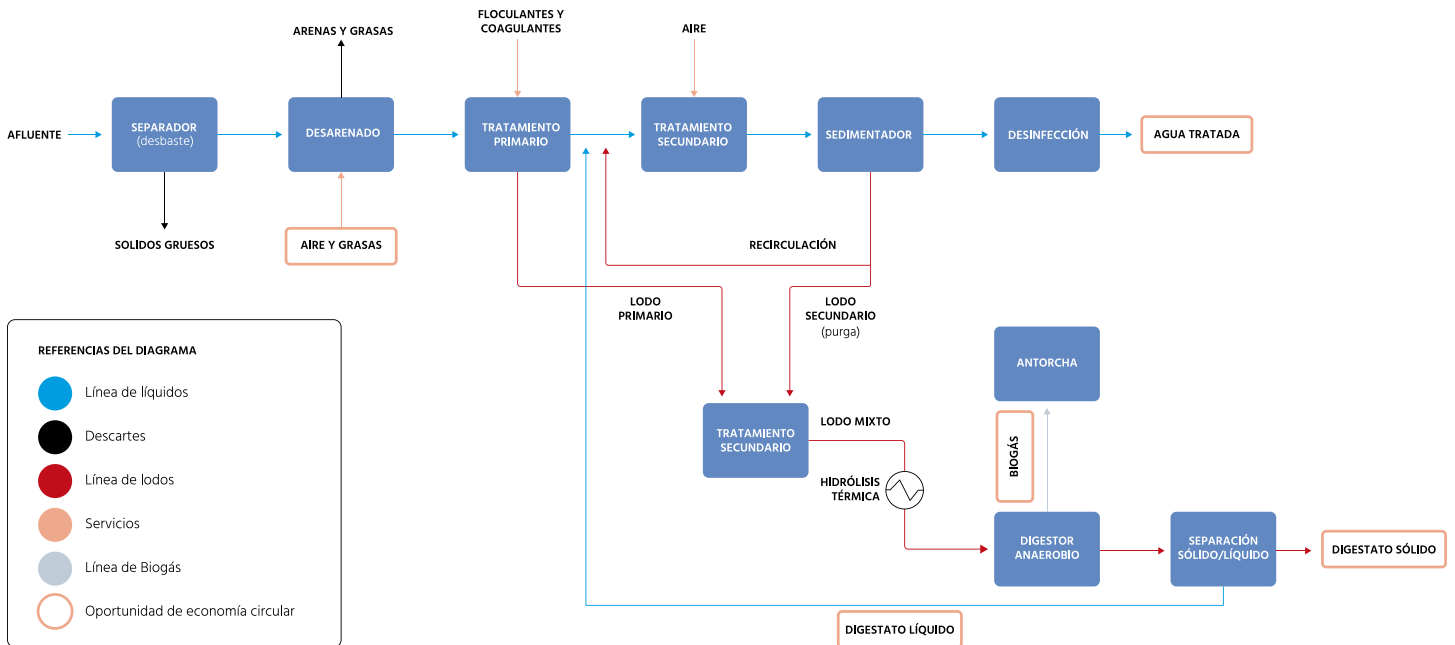 FLOCULANTES Y
COAGULANTES
ARENAS Y GRASAS
AIRE
AFLUENTE
SEPARADOR
(desbaste)
DESARENADO
TRATAMIENTO
PRIMARIO
TRATAMIENTO
SECUNDARIO
SEDIMENTADOR
DESINFECCIÓN
AGUA TRATADA
SOLIDOS GRUESOS
AIRE Y GRASAS
RECIRCULACIÓN
LODO
PRIMARIO
LODO
SECUNDARIO
(purga)
REFERENCIAS DEL DIAGRAMA
Línea de líquidos
Descartes
Línea de lodos
Servicios
Línea de Biogás
Oportunidad de economía circular
ANTORCHA
TRATAMIENTO
SECUNDARIO
LODO MIXTO
HIDRÓLISIS
TÉRMICA
BIOGÁS
DIGESTOR
ANAEROBIO
SEPARACIÓN
SÓLIDO/LÍQUIDO
DIGESTATO SÓLIDO
DIGESTATO LÍQUIDO